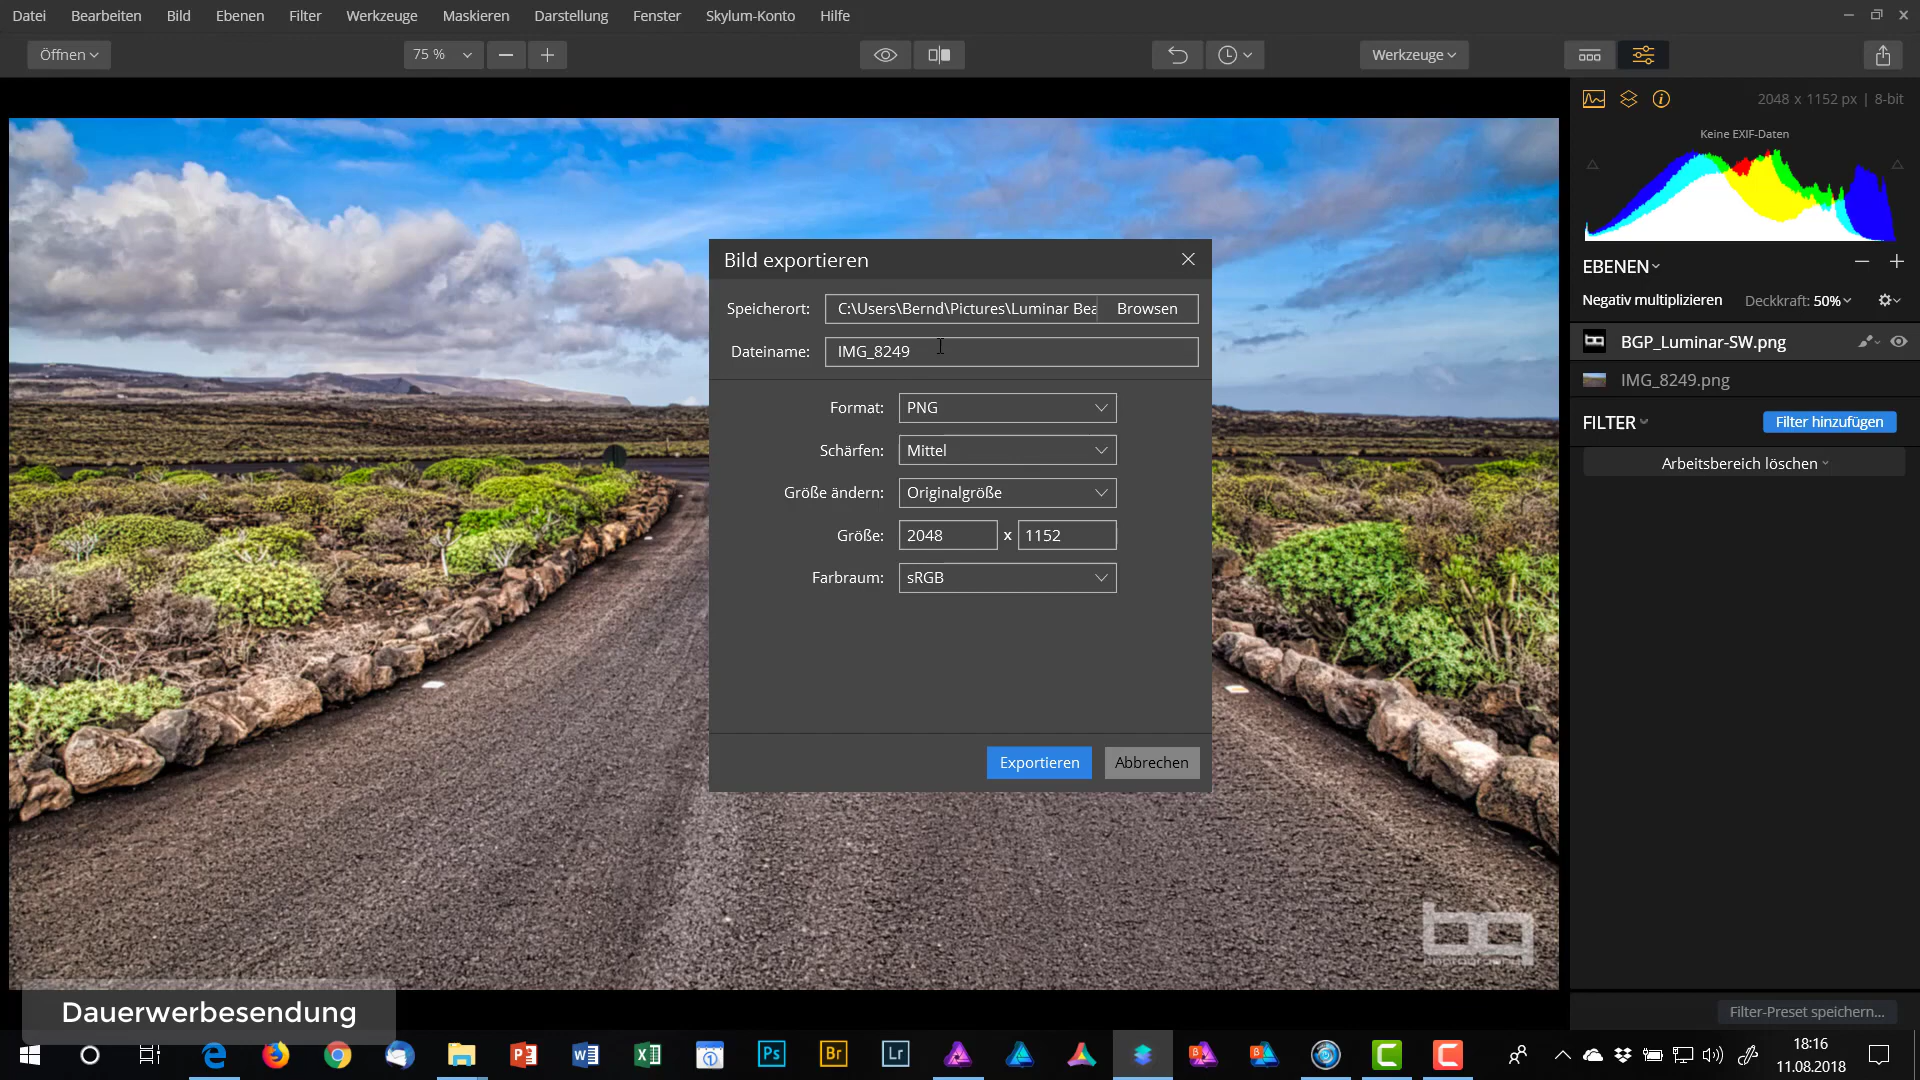 Datei Bearbeiten Bild Ebenen Filter Werkzeuge Maskieren Darstellung Fenster Skylum-Konto Hilfe
Öffnen 75 % Werkzeuge
2048 x 1152 px | 8-bit
Keine EXIF-Daten
EBENEN
Negativ multiplizieren Deckkraft: 50%
BGP_Luminar-SW.png
IMG_8249.png
FILTER Filter hinzufügen
Arbeitsbereich löschen
Bild exportieren
Speicherort: C:\Users\Bernd\Pictures\Luminar Bea Browsen
Dateiname: IMG_8249
Format: PNG
Schärfen: Mittel
Größe ändern: Originalgröße
Größe: 2048 x 1152
Farbraum: sRGB
Exportieren Abbrechen
bg
photography
Filter-Preset speichern...
Dauerwerbesendung
Ps Br Lr
18:16
11.08.2018